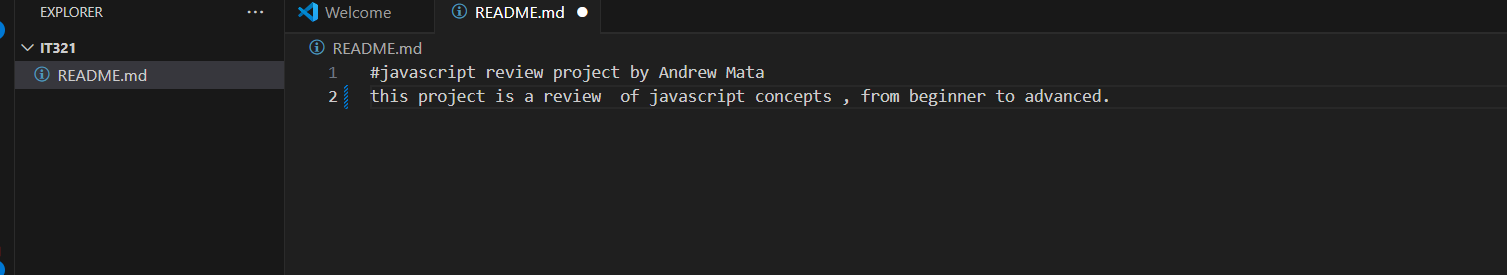 EXPLORER ...
Welcome
README.md
IT321
README.md
README.md
1 #javascript review project by Andrew Mata
2 this project is a review  of javascript concepts , from beginner to advanced.